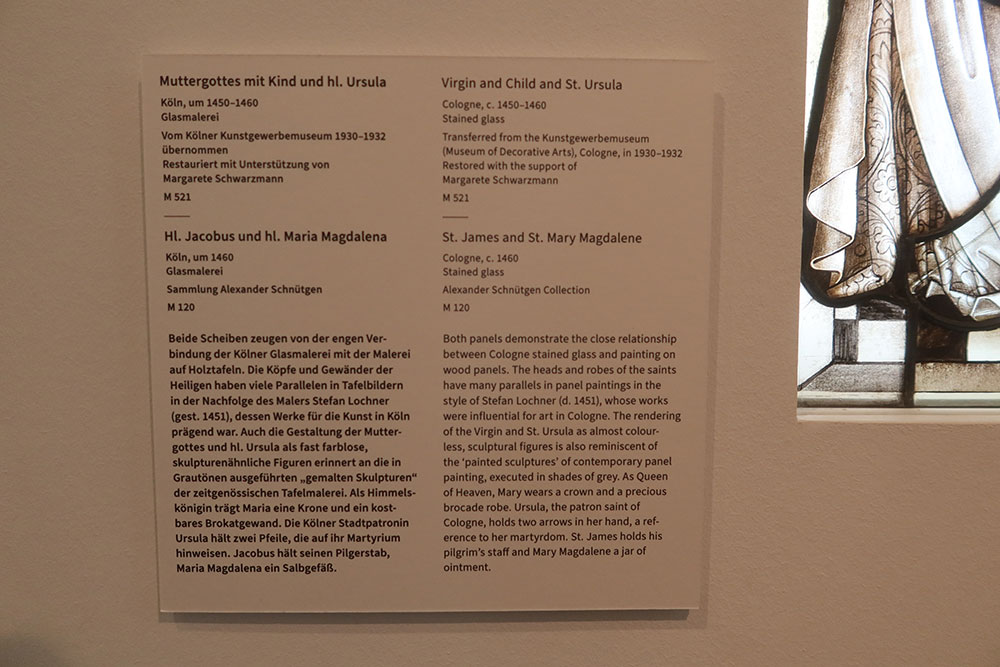 Muttergottes mit Kind und hl. Ursula
Köln, um 1450–1460
Glasmalerei
Vom Kölner Kunstgewerbemuseum 1930–1932
übernommen
Restauriert mit Unterstützung von
Margarete Schwarzmann
M 521
Hl. Jacobus und hl. Maria Magdalena
Köln, um 1460
Glasmalerei
Sammlung Alexander Schnütgen
M 120
Beide Scheiben zeugen von der engen Ver-
bindung der Kölner Glasmalerei mit der Malerei
auf Holztafeln. Die Köpfe und Gewänder der
Heiligen haben viele Parallelen in Tafelbildern
in der Nachfolge des Malers Stefan Lochner
(gest. 1451), dessen Werke für die Kunst in Köln
prägend war. Auch die Gestaltung der Mutter-
gottes und hl. Ursula als fast farblose,
skulpturenähnliche Figuren erinnert an die in
Grautönen ausgeführten „gemalten Skulpturen“
der zeitgenössischen Tafelmalerei. Als Himmels-
königin trägt Maria eine Krone und ein kost-
bares Brokatgewand. Die Kölner Stadtpatronin
Ursula hält zwei Pfeile, die auf ihr Martyrium
hinweisen. Jacobus hält seinen Pilgerstab,
Maria Magdalena ein Salbgefäß.
Virgin and Child and St. Ursula
Cologne, c. 1450–1460
Stained glass
Transferred from the Kunstgewerbemuseum
(Museum of Decorative Arts), Cologne, in 1930–1932
Restored with the support of
Margarete Schwarzmann
M 521
St. James and St. Mary Magdalene
Cologne, c. 1460
Stained glass
Alexander Schnütgen Collection
M 120
Both panels demonstrate the close relationship
between Cologne stained glass and painting on
wood panels. The heads and robes of the saints
have many parallels in panel paintings in the
style of Stefan Lochner (d. 1451), whose works
were influential for art in Cologne. The rendering
of the Virgin and St. Ursula as almost colour-
less, sculptural figures is also reminiscent of
the ‘painted sculptures’ of contemporary panel
painting, executed in shades of grey. As Queen
of Heaven, Mary wears a crown and a precious
brocade robe. Ursula, the patron saint of
Cologne, holds two arrows in her hand, a ref-
erence to her martyrdom. St. James holds his
pilgrim’s staff and Mary Magdalene a jar of
ointment.